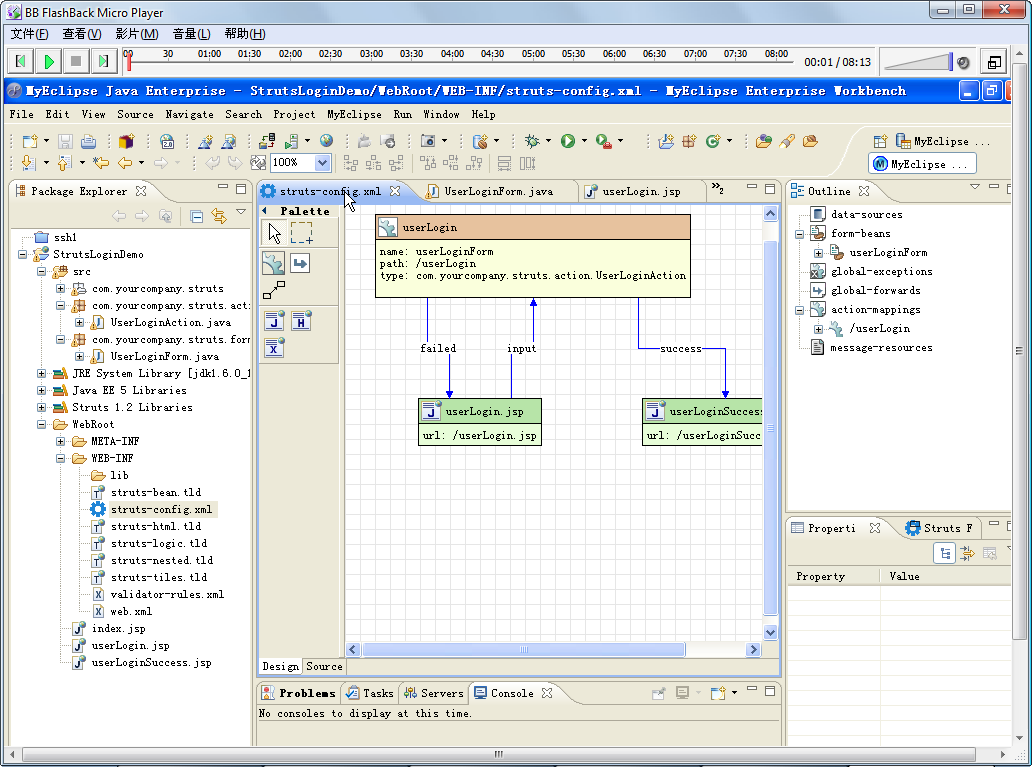 BB FlashBack Micro Player
文件(F) 查看(V) 影片(M) 音量(L) 帮助(H)
00 30 01:00 01:30 02:00 02:30 03:00 03:30 04:00 04:30 05:00 05:30 06:00 06:30 07:00 07:30 08:00
00:01 / 08:13
MyEclipse Java Enterprise - StrutsLoginDemo/WebRoot/WEB-INF/struts-config.xml - MyEclipse Enterprise Workbench
File Edit View Source Navigate Search Project MyEclipse Run Window Help
MyEclipse ...
100%
MyEclipse ...
Package Explorer
struts-config.xml UserLoginForm.java userLogin.jsp »2
Outline
Palette
ssh1
StrutsLoginDemo
src
com.yourcompany.struts
com.yourcompany.struts.acti
UserLoginAction.java
com.yourcompany.struts.form
UserLoginForm.java
JRE System Library [jdk1.6.0_1
Java EE 5 Libraries
Struts 1.2 Libraries
WebRoot
META-INF
WEB-INF
lib
struts-bean.tld
struts-config.xml
struts-html.tld
struts-logic.tld
struts-nested.tld
struts-tiles.tld
validator-rules.xml
web.xml
index.jsp
userLogin.jsp
userLoginSuccess.jsp
userLogin
name: userLoginForm
path: /userLogin
type: com.yourcompany.struts.action.UserLoginAction
failed input success
userLogin.jsp
url: /userLogin.jsp
userLoginSuccess
url: /userLoginSucc
Design Source
data-sources
form-beans
userLoginForm
global-exceptions
global-forwards
action-mappings
/userLogin
message-resources
Properti Struts F
Property Value
Problems Tasks Servers Console
No consoles to display at this time.